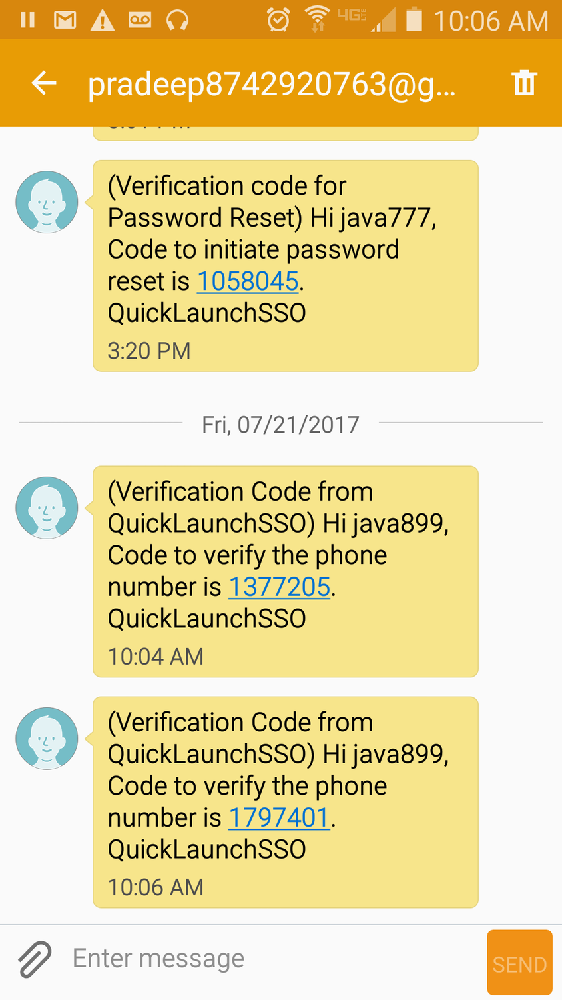 4G LTE 10:06 AM
pradeep8742920763@g...
(Verification code for
Password Reset) Hi java777,
Code to initiate password
reset is 1058045.
QuickLaunchSSO
3:20 PM
Fri, 07/21/2017
(Verification Code from
QuickLaunchSSO) Hi java899,
Code to verify the phone
number is 1377205.
QuickLaunchSSO
10:04 AM
(Verification Code from
QuickLaunchSSO) Hi java899,
Code to verify the phone
number is 1797401.
QuickLaunchSSO
10:06 AM
Enter message
SEND